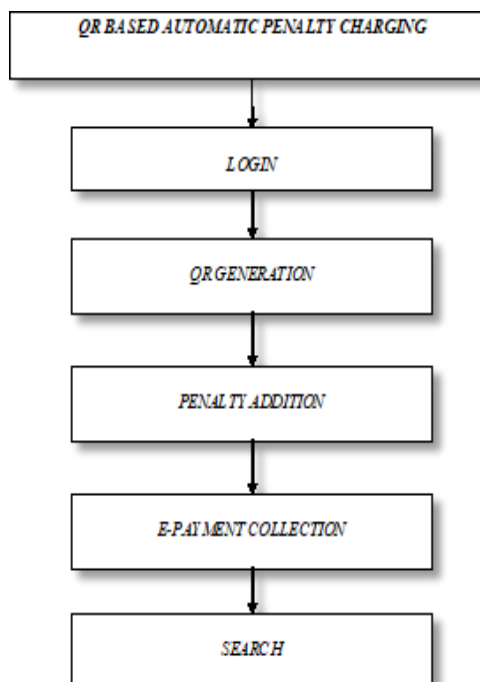 QR BASED AUTOMATIC PENALTY CHARGING
LOGIN
QR GENERATION
PENALTY ADDITION
E-PAYMENT COLLECTION
SEARCH